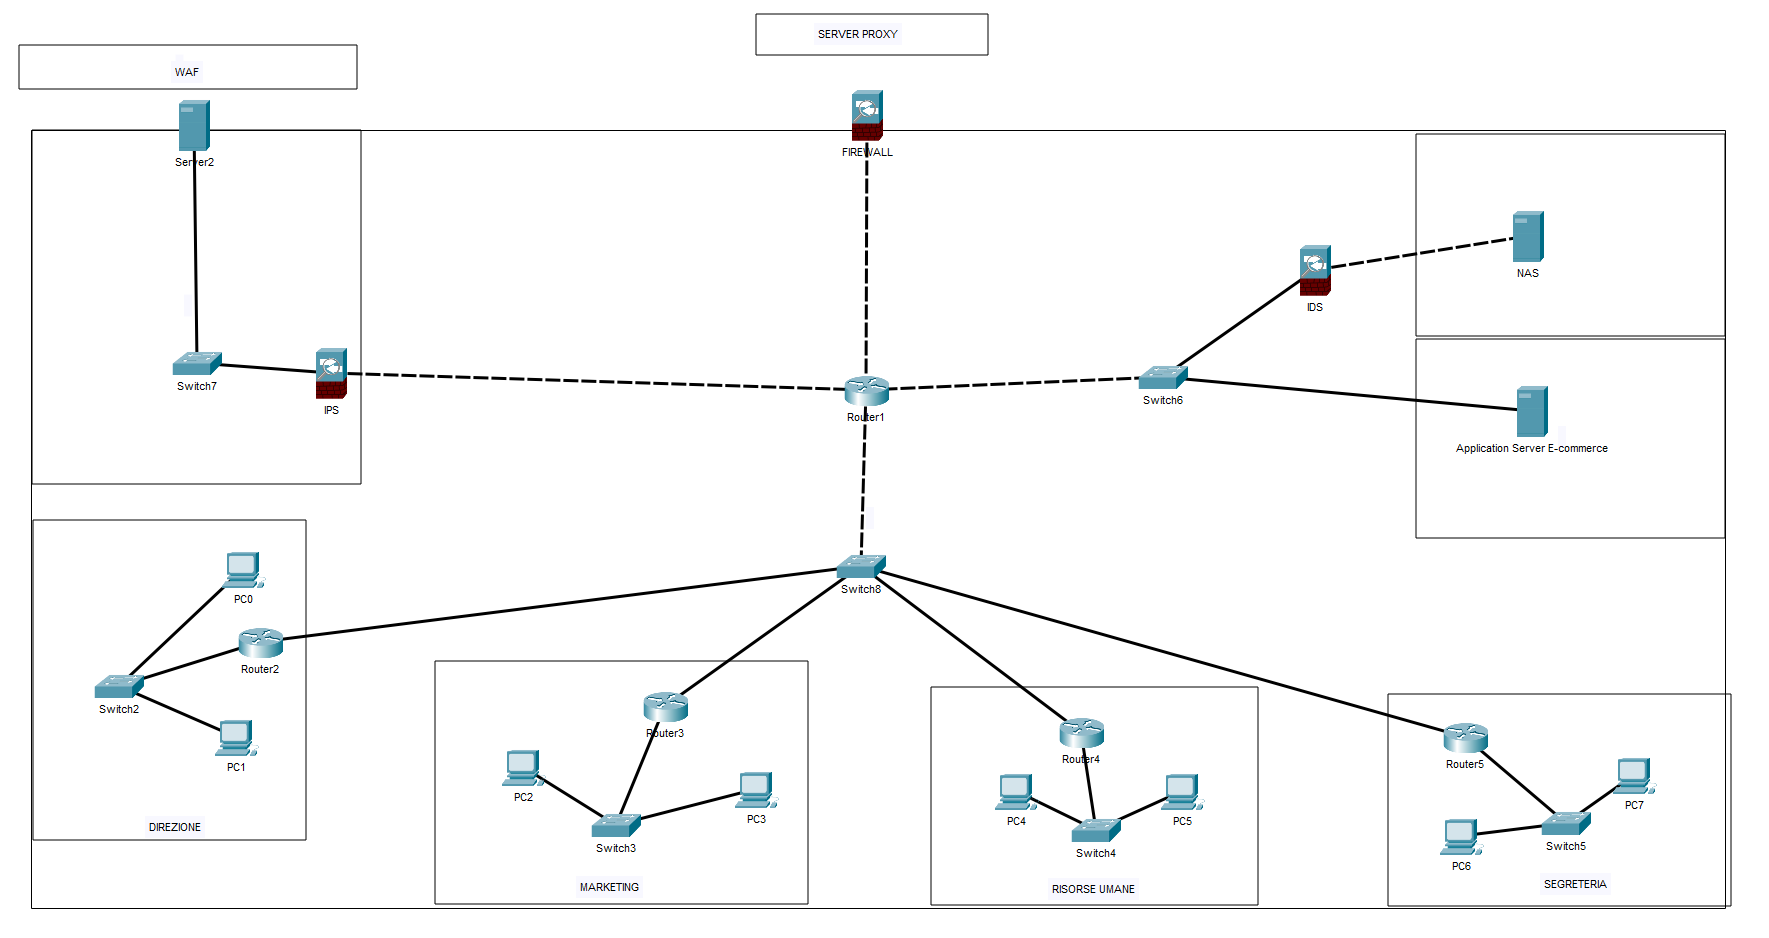 SERVER PROXY
WAF
Server2
FIREWALL
NAS
IDS
Switch7
IPS
Router1
Switch6
Application Server E-commerce
Switch8
PC0
Router2
Switch2
PC1
DIREZIONE
Router3
PC2
PC3
Switch3
MARKETING
Router4
PC4
PC5
Switch4
RISORSE UMANE
Router5
PC7
Switch5
PC6
SEGRETERIA